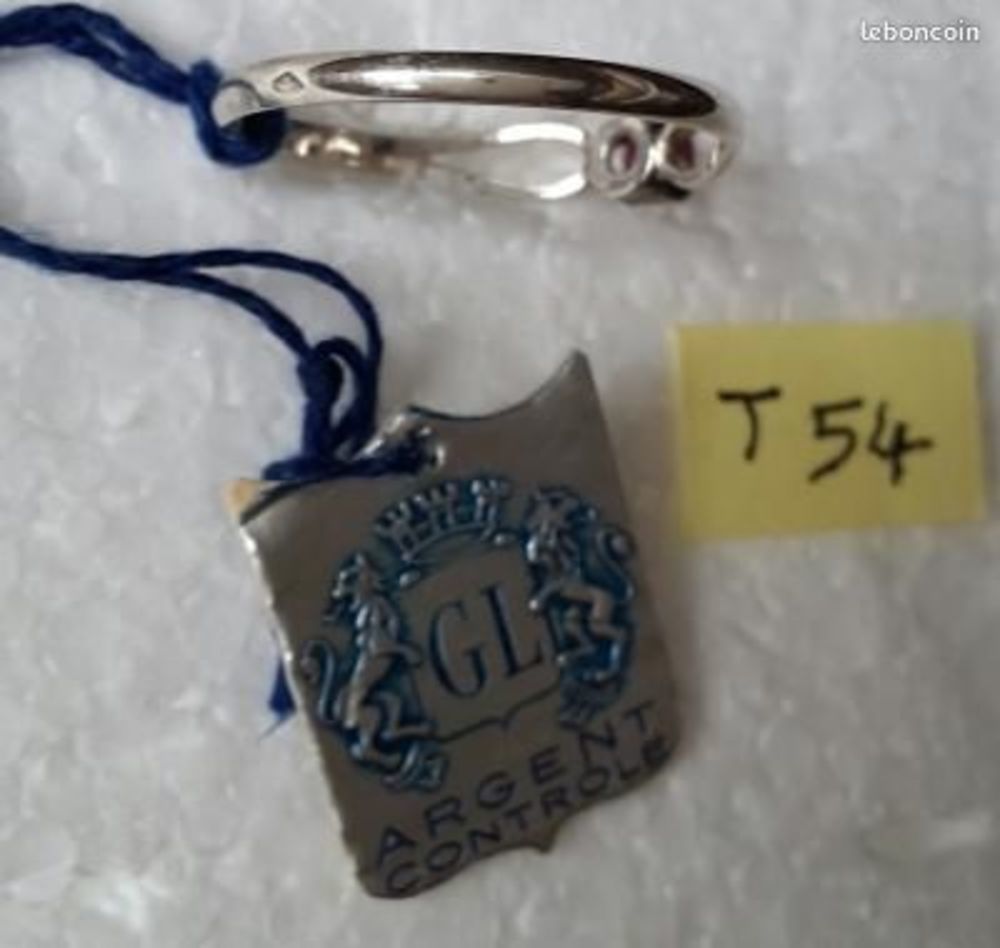 leboncoin
T 54
GL
ARGENT
CONTROLE